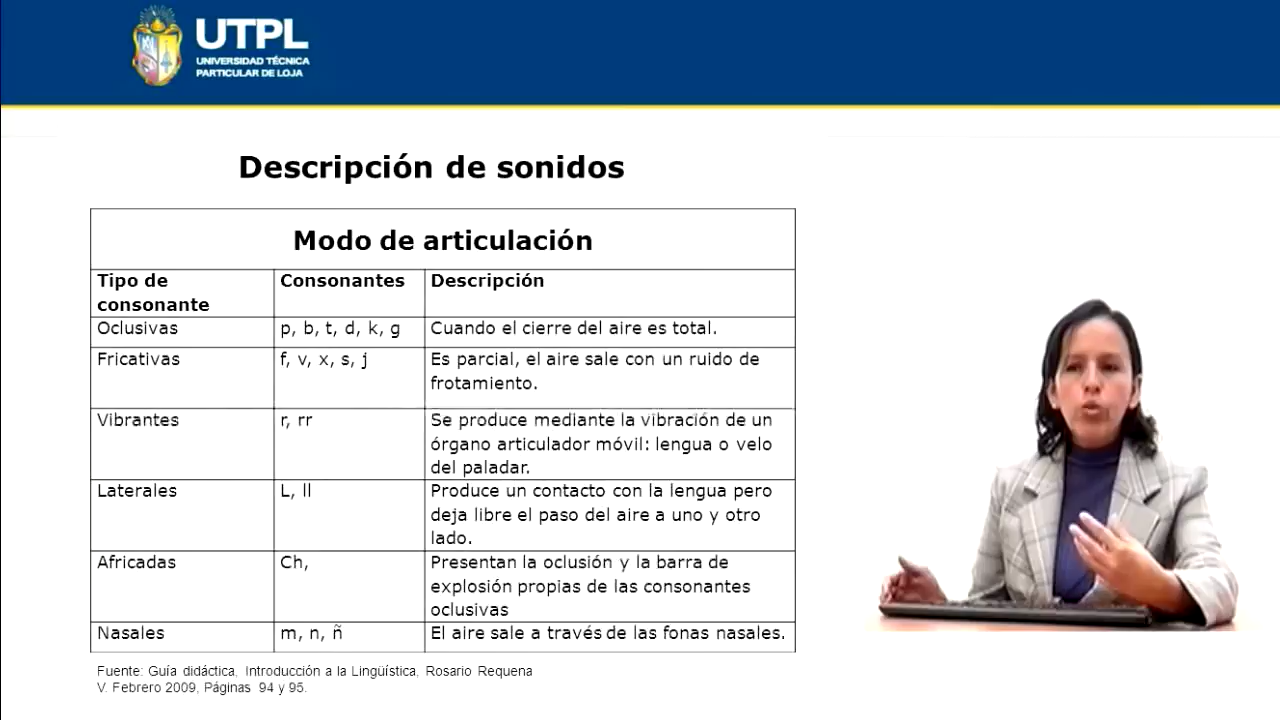 UTPL
UNIVERSIDAD TÉCNICA
PARTICULAR DE LOJA
Descripción de sonidos
Modo de articulación
Tipo de consonante Consonantes Descripción
Oclusivas p, b, t, d, k, g Cuando el cierre del aire es total.
Fricativas f, v, x, s, j Es parcial, el aire sale con un ruido de
frotamiento.
Vibrantes r, rr Se produce mediante la vibración de un
órgano articulador móvil: lengua o velo
del paladar.
Laterales L, ll Produce un contacto con la lengua pero
deja libre el paso del aire a uno y otro
lado.
Africadas Ch, Presentan la oclusión y la barra de
explosión propias de las consonantes
oclusivas
Nasales m, n, ñ El aire sale a través de las fonas nasales.
Fuente: Guía didáctica, Introducción a la Lingüística, Rosario Requena
V. Febrero 2009, Páginas 94 y 95.